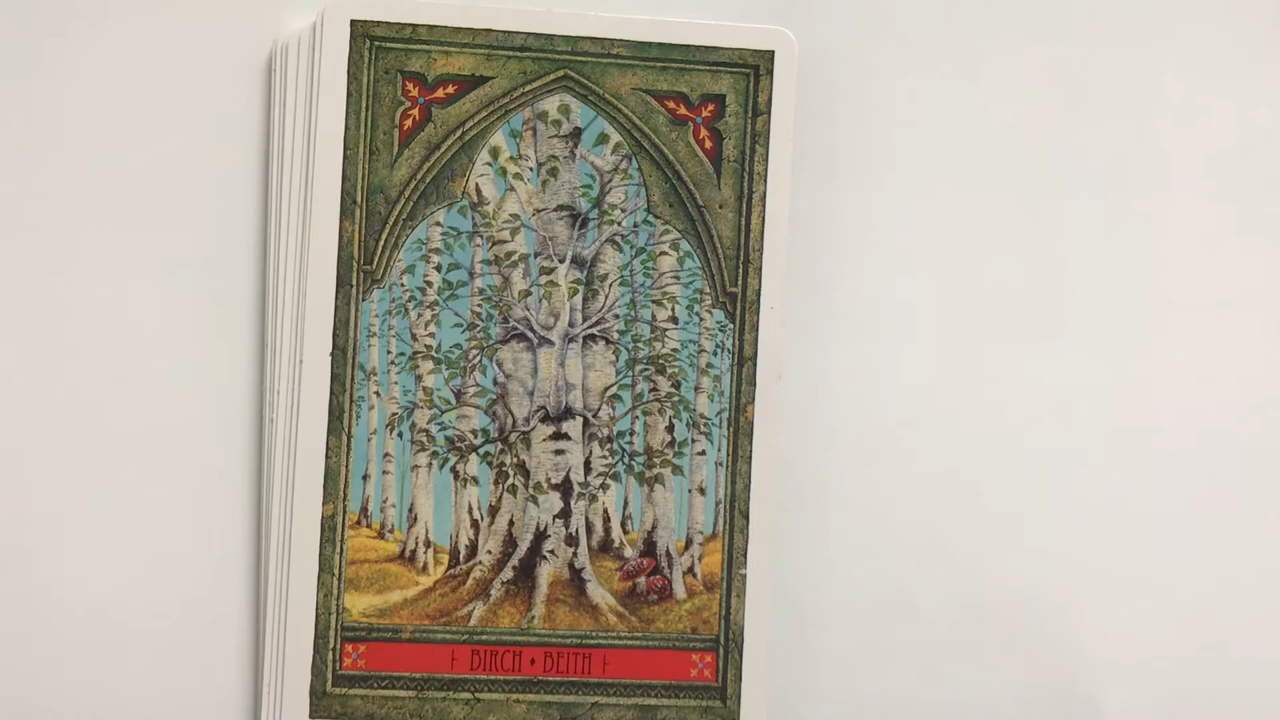 ᚁ BIRCH ♦ BEITH ᚁ